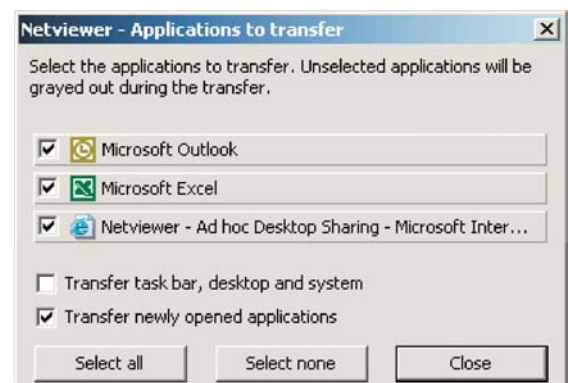 Netviewer - Applications to transfer
Select the applications to transfer. Unselected applications will be
grayed out during the transfer.
Microsoft Outlook
Microsoft Excel
Netviewer - Ad hoc Desktop Sharing - Microsoft Inter...
Transfer task bar, desktop and system
Transfer newly opened applications
Select all
Select none
Close